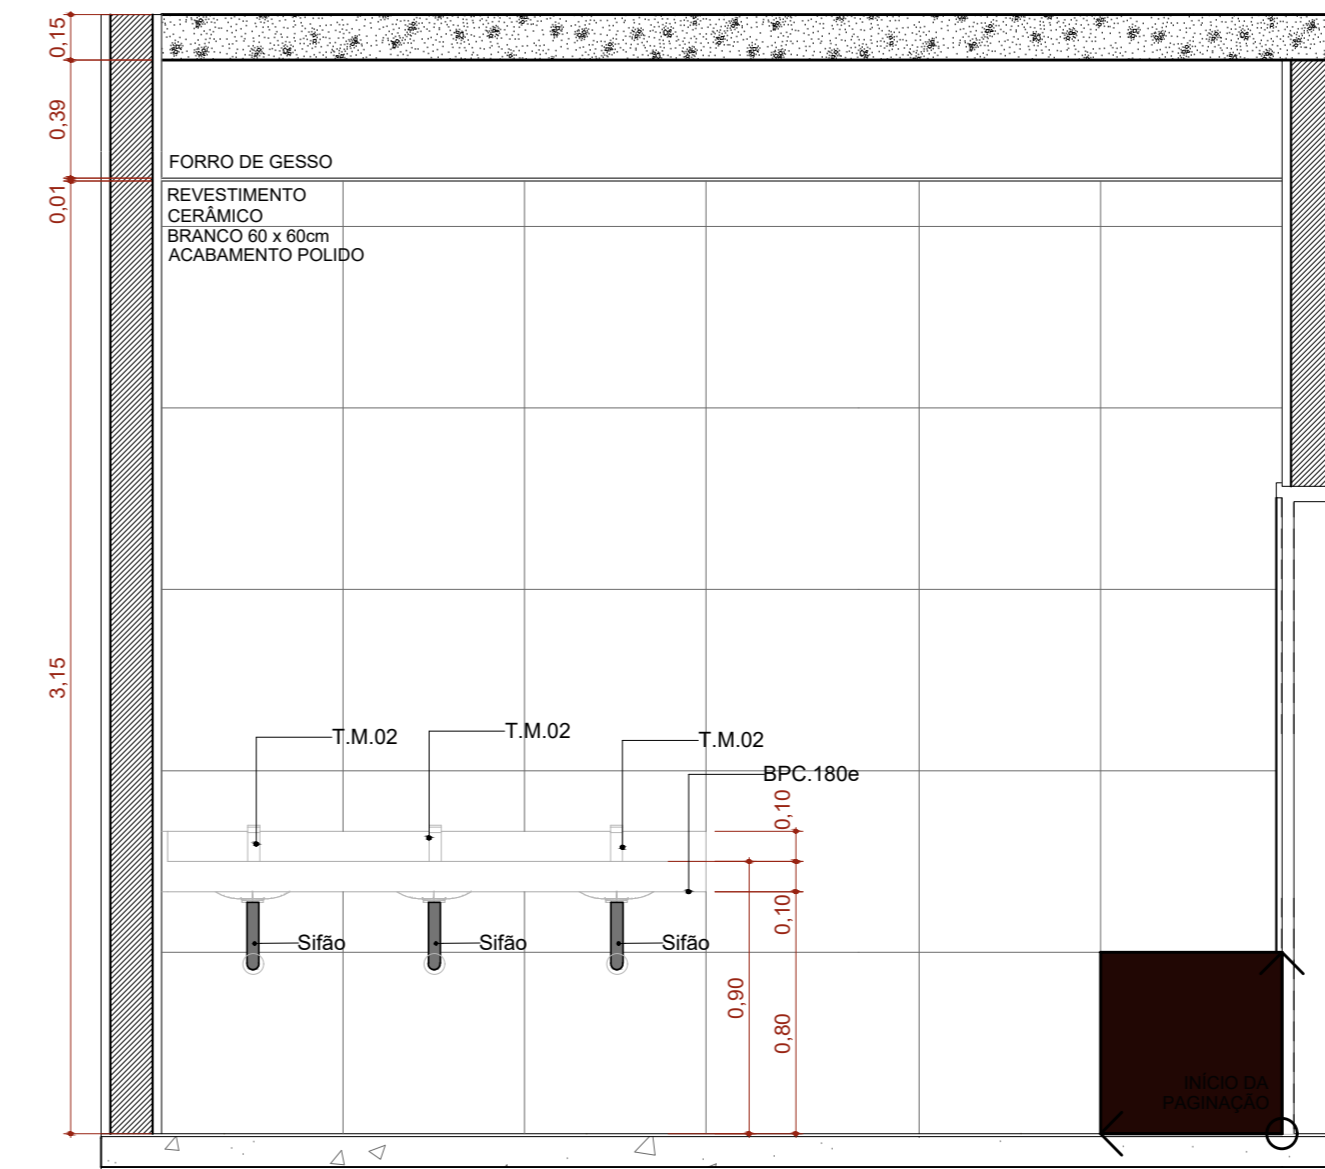 0,15
0,39
FORRO DE GESSO
0,01
REVESTIMENTO
CERÂMICO
BRANCO 60 x 60cm
ACABAMENTO POLIDO
3,15
T.M.02
T.M.02
T.M.02
BPC.180e
0,10
0,10
Sifão
Sifão
Sifão
0,90
0,80
INÍCIO DA
PAGINAÇÃO